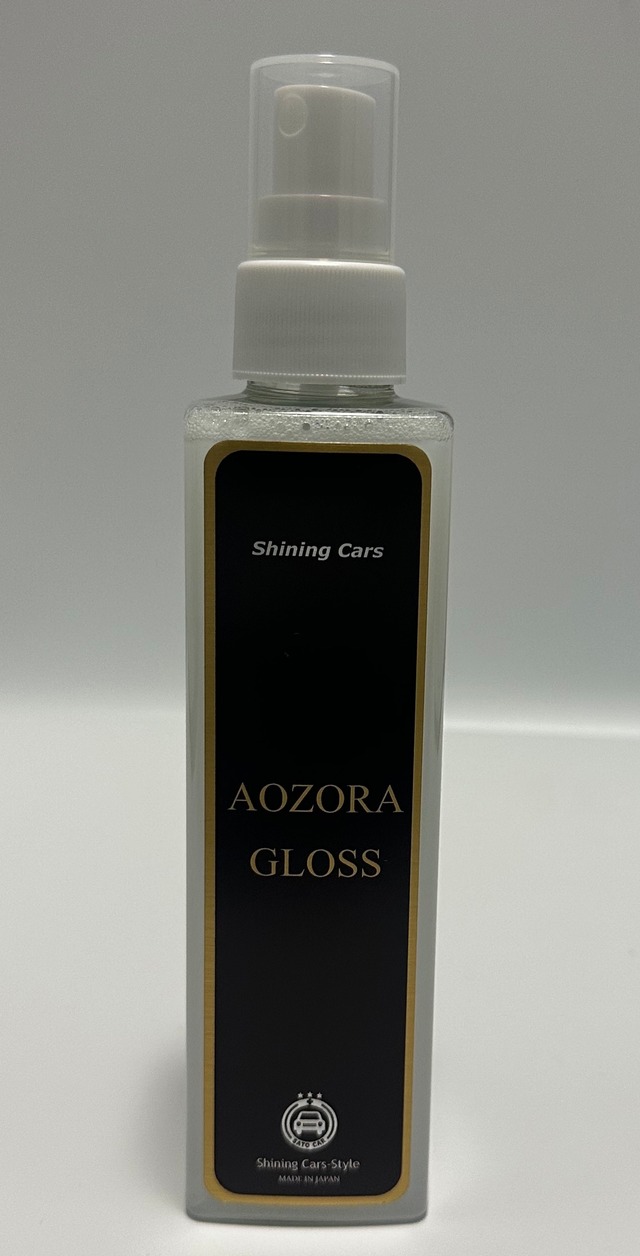 Shining Cars
AOZORA
GLOSS
SATO CAR
Shining Cars-Style
MADE IN JAPAN